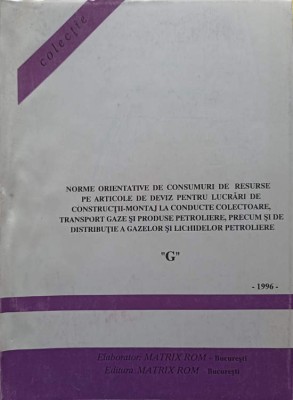 colecție
NORME ORIENTATIVE DE CONSUMURI DE RESURSE
PE ARTICOLE DE DEVIZ PENTRU LUCRĂRI DE
CONSTRUCȚII-MONTAJ LA CONDUCTE COLECTOARE,
TRANSPORT GAZE ȘI PRODUSE PETROLIERE, PRECUM ȘI DE
DISTRIBUȚIE A GAZELOR ȘI LICHIDELOR PETROLIERE
"G"
- 1996 -
Elaborator: MATRIX ROM - București
Editura: MATRIX ROM - București